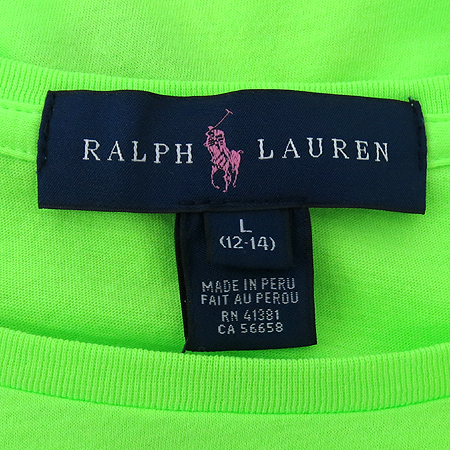 RALPH LAUREN
L
(12-14)
MADE IN PERU
FAIT AU PEROU
RN 41381
CA 56658